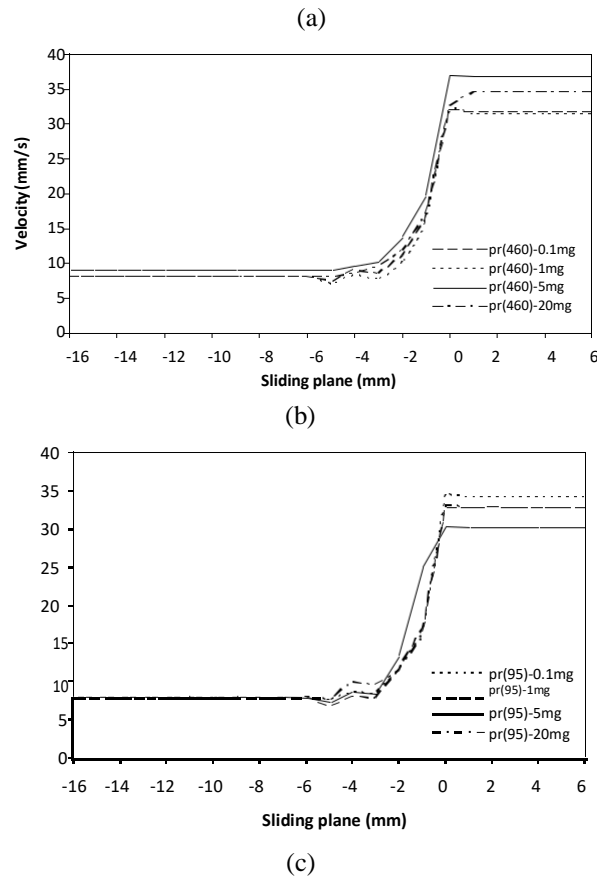 (a)
40
35
30
25
20
15
10
5
0
Velocity (mm/s)
pr(460)-0.1mg
pr(460)-1mg
pr(460)-5mg
pr(460)-20mg
-16 -14 -12 -10 -8 -6 -4 -2 0 2 4 6
Sliding plane (mm)
(b)
40
35
30
25
20
15
10
5
0
pr(95)-0.1mg
pr(95)-1mg
pr(95)-5mg
pr(95)-20mg
-16 -14 -12 -10 -8 -6 -4 -2 0 2 4 6
Sliding plane (mm)
(c)